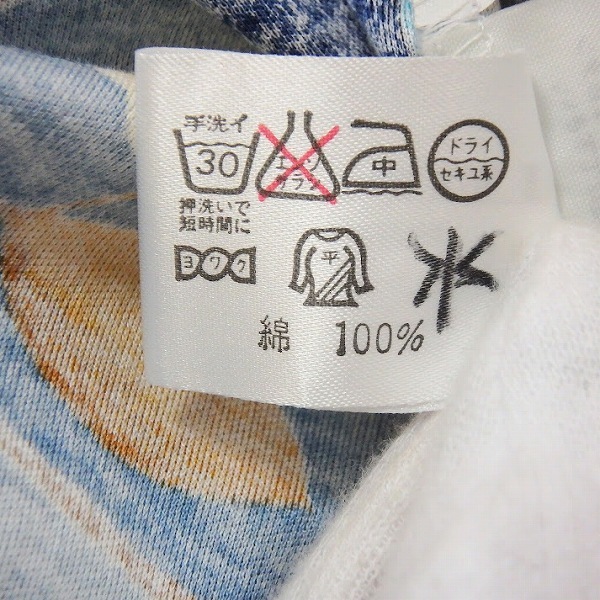 手洗イ
30
エンソ
サラシ
中
ドライ
セキユ系
押洗いで
短時間に
ヨワク
平
水
綿 100%